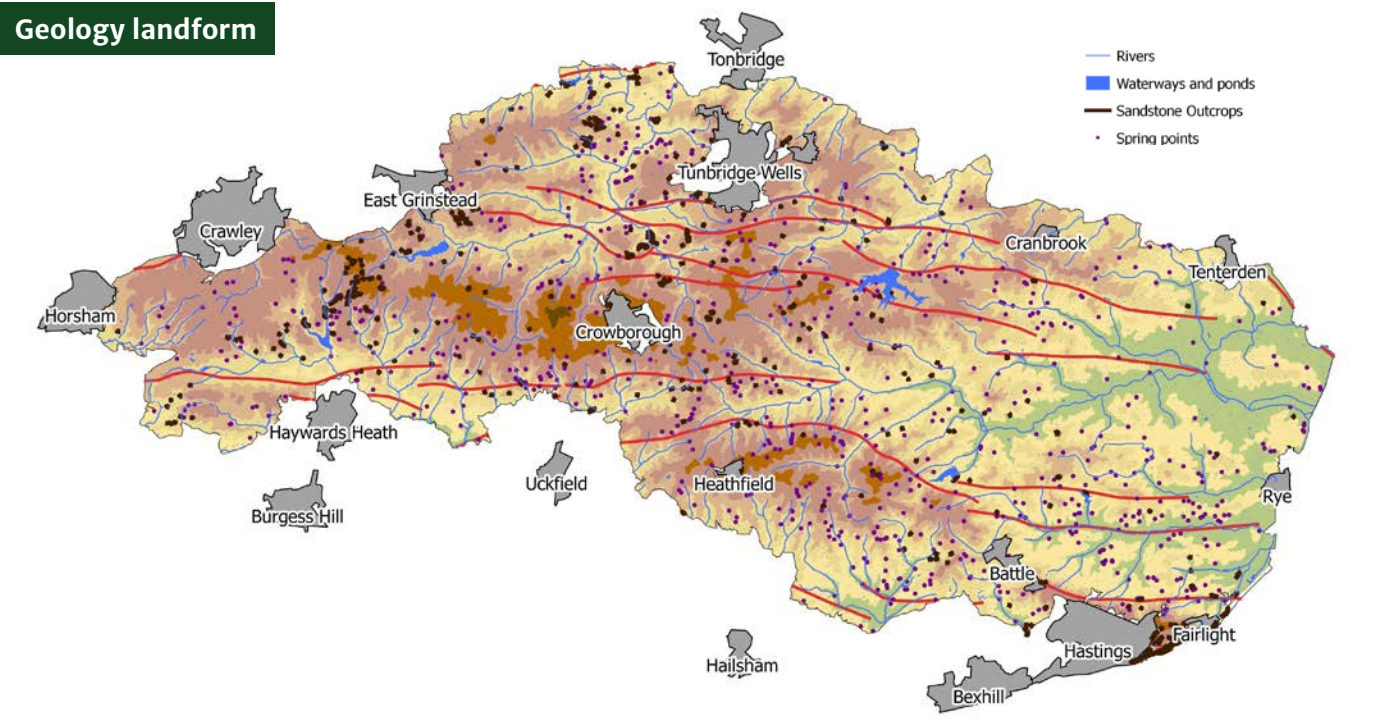 Geology landform
Tonbridge
Rivers
Waterways and ponds
Sandstone Outcrops
Spring points
Tunbridge Wells
East Grinstead
Crawley
Cranbrook
Tenterden
Horsham
Crowborough
Haywards Heath
Uckfield
Heathfield
Rye
Burgess Hill
Battle
Fairlight
Hastings
Hailsham
Bexhill